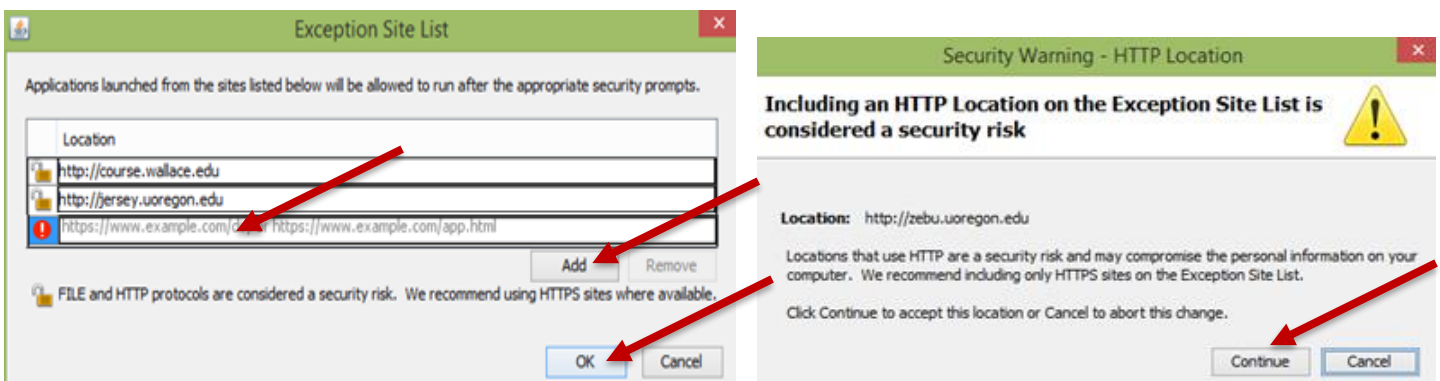 Exception Site List
Applications launched from the sites listed below will be allowed to run after the appropriate security prompts.
Location
http://course.wallace.edu
http://jersey.uoregon.edu
https://www.example.com/ https://www.example.com/app.html
Add
Remove
FILE and HTTP protocols are considered a security risk. We recommend using HTTPS sites where available.
OK
Cancel
Security Warning - HTTP Location
Including an HTTP Location on the Exception Site List is
considered a security risk
Location: http://zebu.uoregon.edu
Locations that use HTTP are a security risk and may compromise the personal information on your
computer. We recommend including only HTTPS sites on the Exception Site List.
Click Continue to accept this location or Cancel to abort this change.
Continue
Cancel